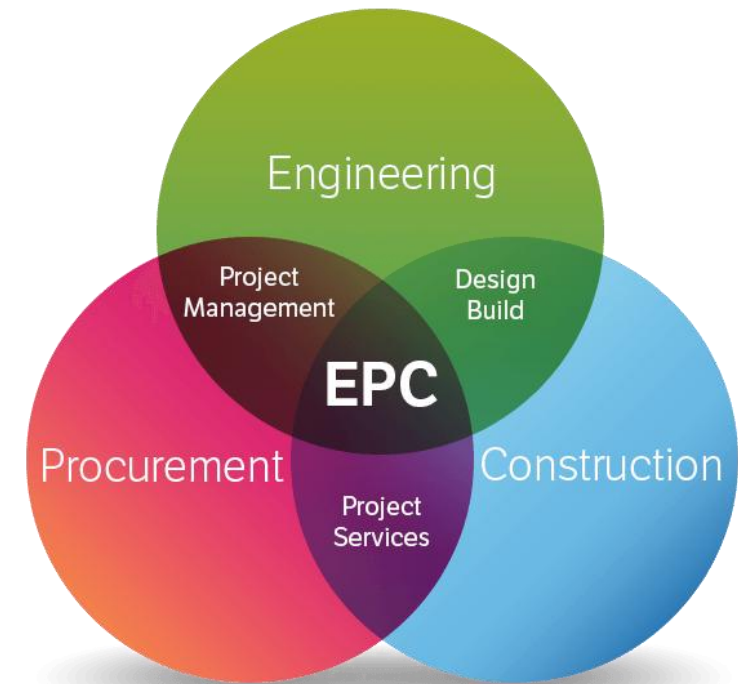 Engineering
Project
Management
Design
Build
EPC
Procurement
Construction
Project
Services